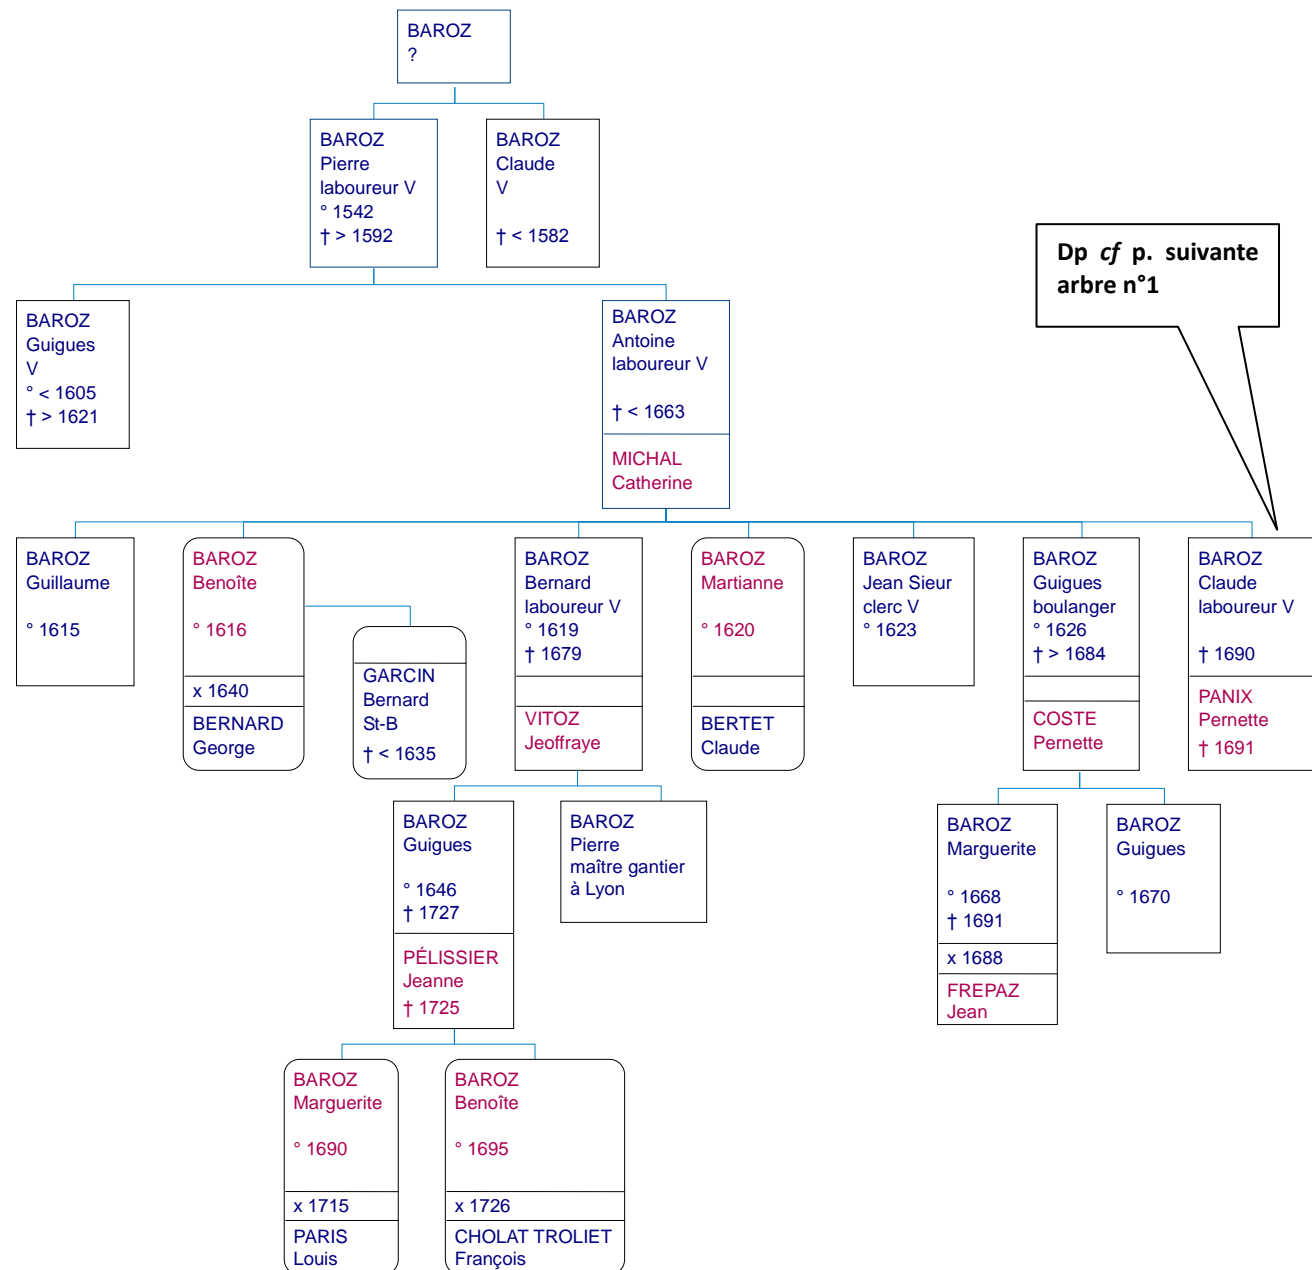 BAROZ
?
BAROZ
Pierre
laboureur V
° 1542
† > 1592
BAROZ
Claude
V
† < 1582
Dp cf p. suivante
arbre n°1
BAROZ
Guigues
V
° < 1605
† > 1621
BAROZ
Antoine
laboureur V
† < 1663
MICHAL
Catherine
BAROZ
Guillaume
° 1615
BAROZ
Benoîte
° 1616
x 1640
BERNARD
George
GARCIN
Bernard
St-B
† < 1635
BAROZ
Bernard
laboureur V
° 1619
† 1679
VITOZ
Jeoffraye
BAROZ
Martianne
° 1620
BERTET
Claude
BAROZ
Jean Sieur
clerc V
° 1623
BAROZ
Guigues
boulanger
° 1626
† > 1684
COSTE
Pernette
BAROZ
Claude
laboureur V
† 1690
PANIX
Pernette
† 1691
BAROZ
Guigues
° 1646
† 1727
PÉLISSIER
Jeanne
† 1725
BAROZ
Pierre
maître gantier
à Lyon
BAROZ
Marguerite
° 1668
† 1691
x 1688
FREPAZ
Jean
BAROZ
Guigues
° 1670
BAROZ
Marguerite
° 1690
x 1715
PARIS
Louis
BAROZ
Benoîte
° 1695
x 1726
CHOLAT TROLIET
François